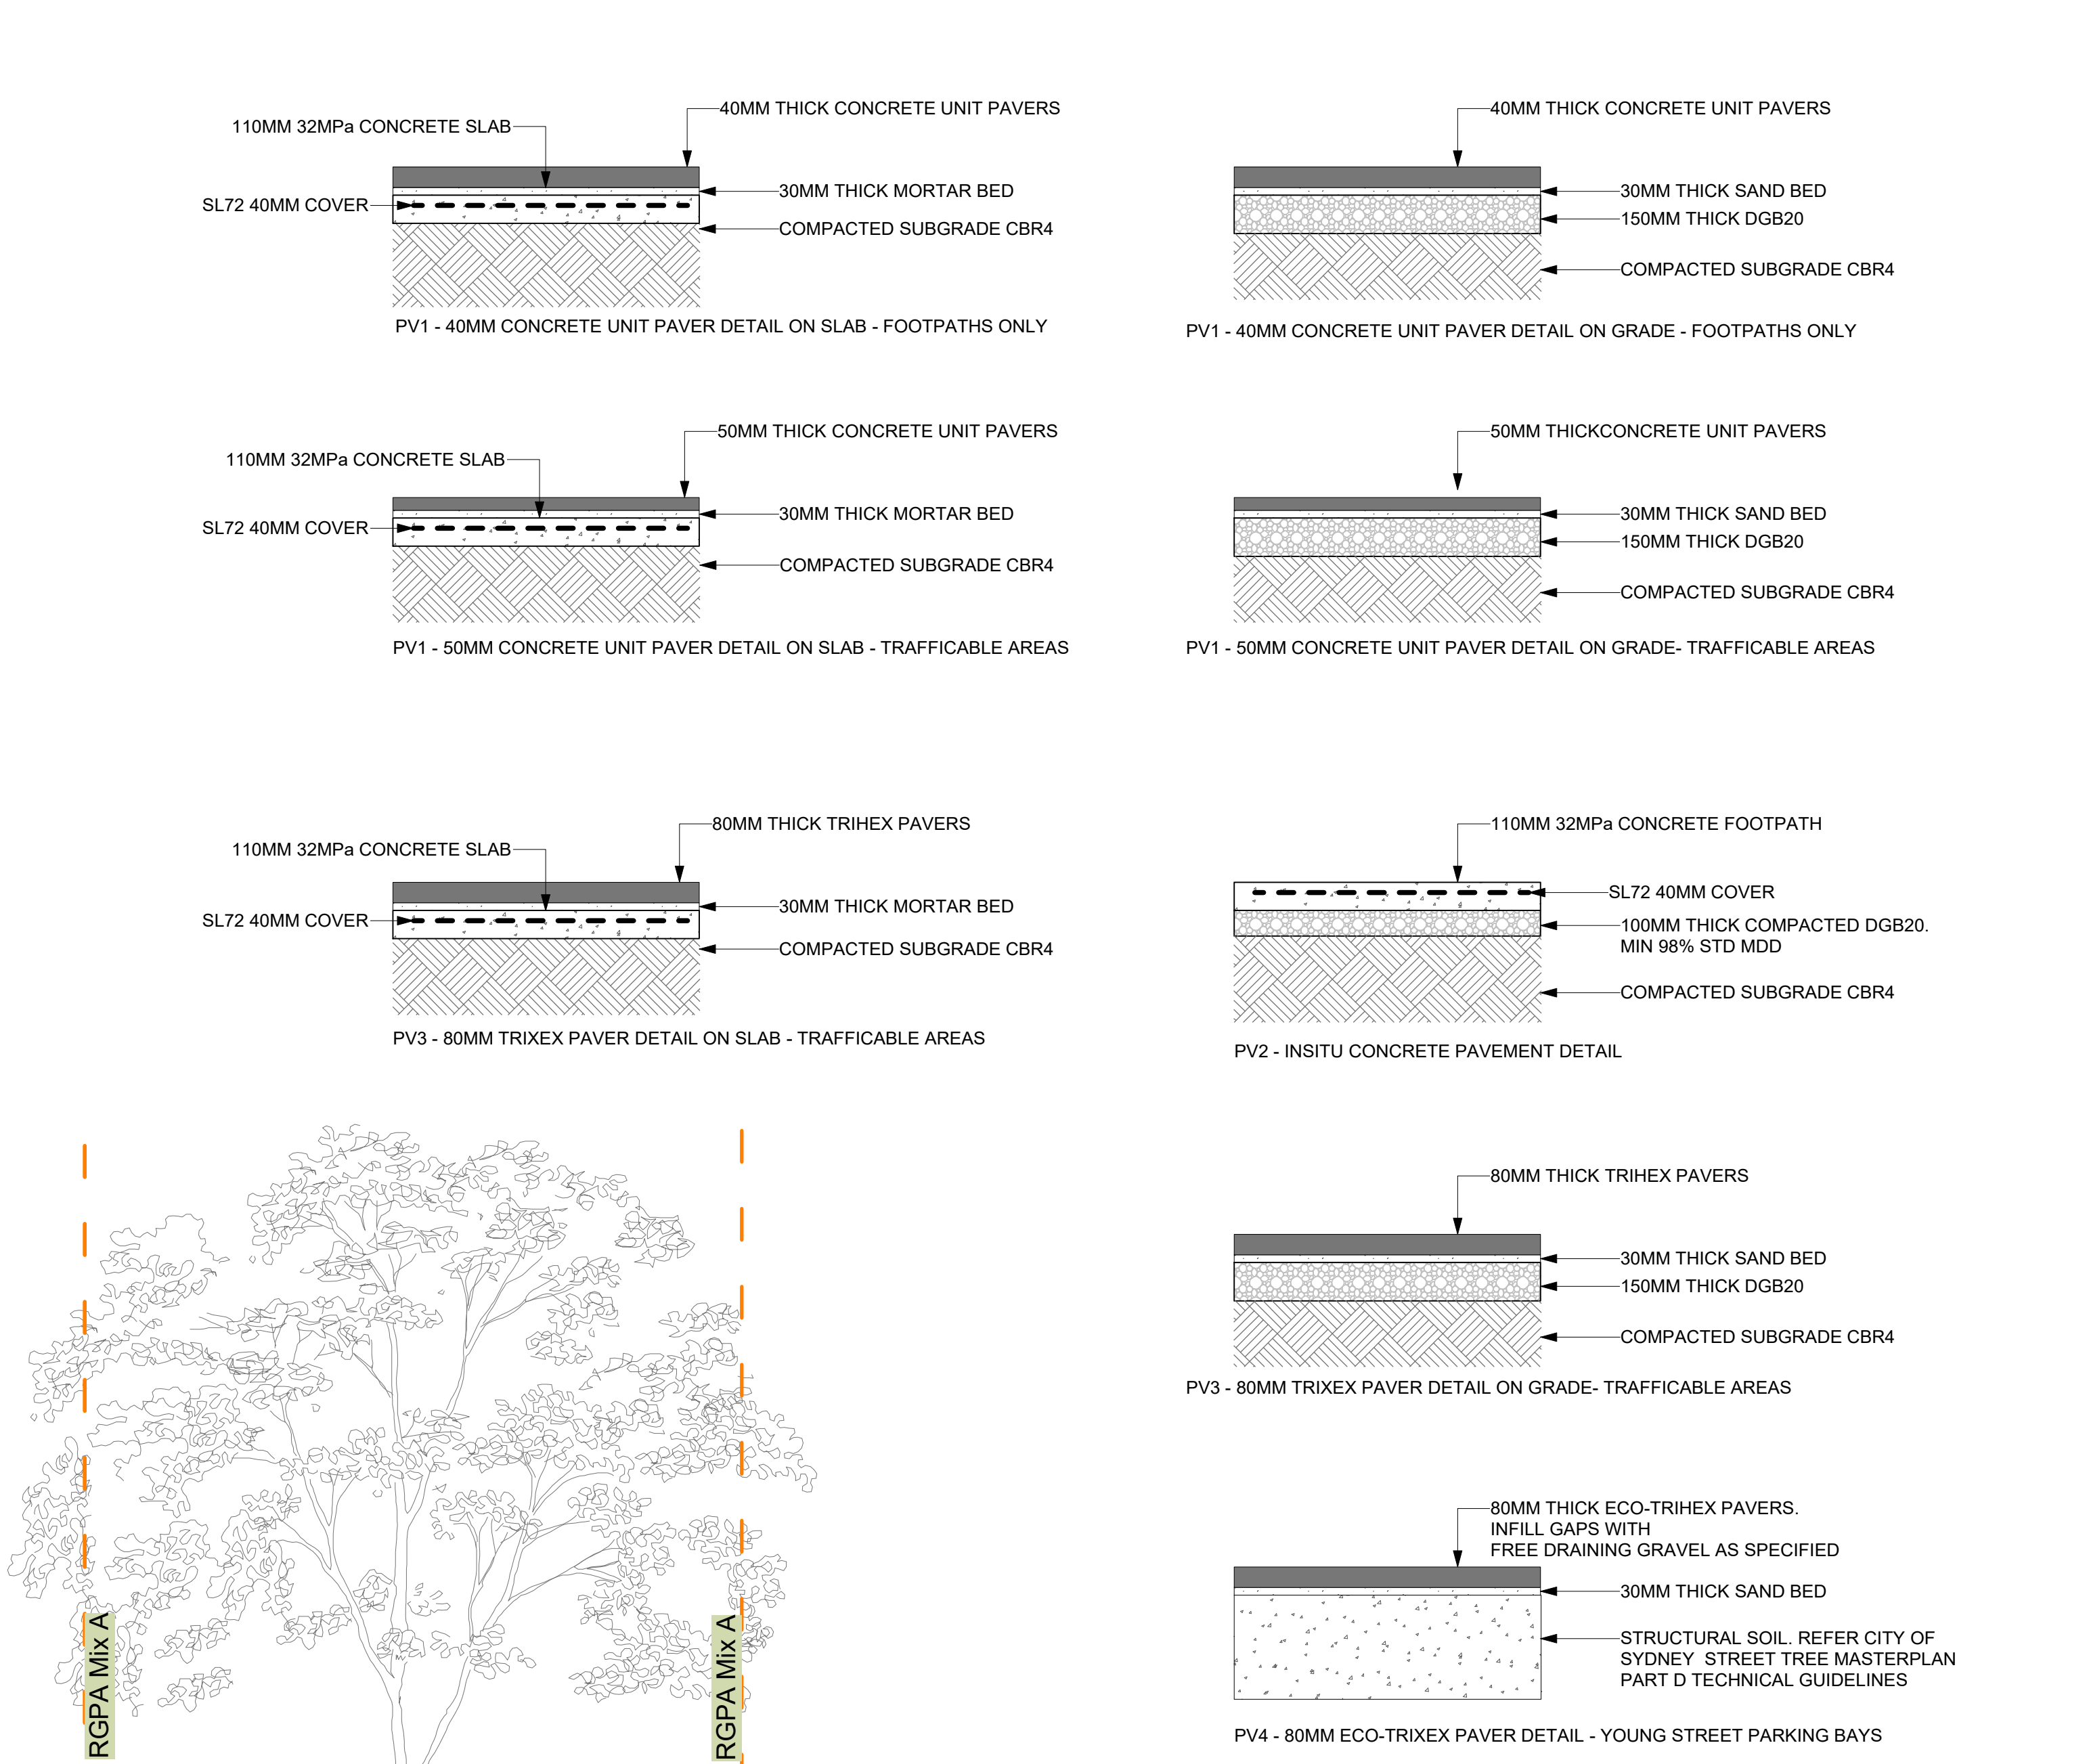 40MM THICK CONCRETE UNIT PAVERS
110MM 32MPa CONCRETE SLAB
30MM THICK MORTAR BED
SL72 40MM COVER
COMPACTED SUBGRADE CBR4
PV1 - 40MM CONCRETE UNIT PAVER DETAIL ON SLAB - FOOTPATHS ONLY
40MM THICK CONCRETE UNIT PAVERS
30MM THICK SAND BED
150MM THICK DGB20
COMPACTED SUBGRADE CBR4
PV1 - 40MM CONCRETE UNIT PAVER DETAIL ON GRADE - FOOTPATHS ONLY
50MM THICK CONCRETE UNIT PAVERS
110MM 32MPa CONCRETE SLAB
30MM THICK MORTAR BED
SL72 40MM COVER
COMPACTED SUBGRADE CBR4
PV1 - 50MM CONCRETE UNIT PAVER DETAIL ON SLAB - TRAFFICABLE AREAS
50MM THICKCONCRETE UNIT PAVERS
30MM THICK SAND BED
150MM THICK DGB20
COMPACTED SUBGRADE CBR4
PV1 - 50MM CONCRETE UNIT PAVER DETAIL ON GRADE- TRAFFICABLE AREAS
80MM THICK TRIHEX PAVERS
110MM 32MPa CONCRETE SLAB
30MM THICK MORTAR BED
SL72 40MM COVER
COMPACTED SUBGRADE CBR4
PV3 - 80MM TRIXEX PAVER DETAIL ON SLAB - TRAFFICABLE AREAS
110MM 32MPa CONCRETE FOOTPATH
SL72 40MM COVER
100MM THICK COMPACTED DGB20.
MIN 98% STD MDD
COMPACTED SUBGRADE CBR4
PV2 - INSITU CONCRETE PAVEMENT DETAIL
80MM THICK TRIHEX PAVERS
30MM THICK SAND BED
150MM THICK DGB20
COMPACTED SUBGRADE CBR4
PV3 - 80MM TRIXEX PAVER DETAIL ON GRADE- TRAFFICABLE AREAS
80MM THICK ECO-TRIHEX PAVERS.
INFILL GAPS WITH
FREE DRAINING GRAVEL AS SPECIFIED
30MM THICK SAND BED
STRUCTURAL SOIL. REFER CITY OF
SYDNEY STREET TREE MASTERPLAN
PART D TECHNICAL GUIDELINES
PV4 - 80MM ECO-TRIXEX PAVER DETAIL - YOUNG STREET PARKING BAYS
RGPA Mix A
RGPA Mix A